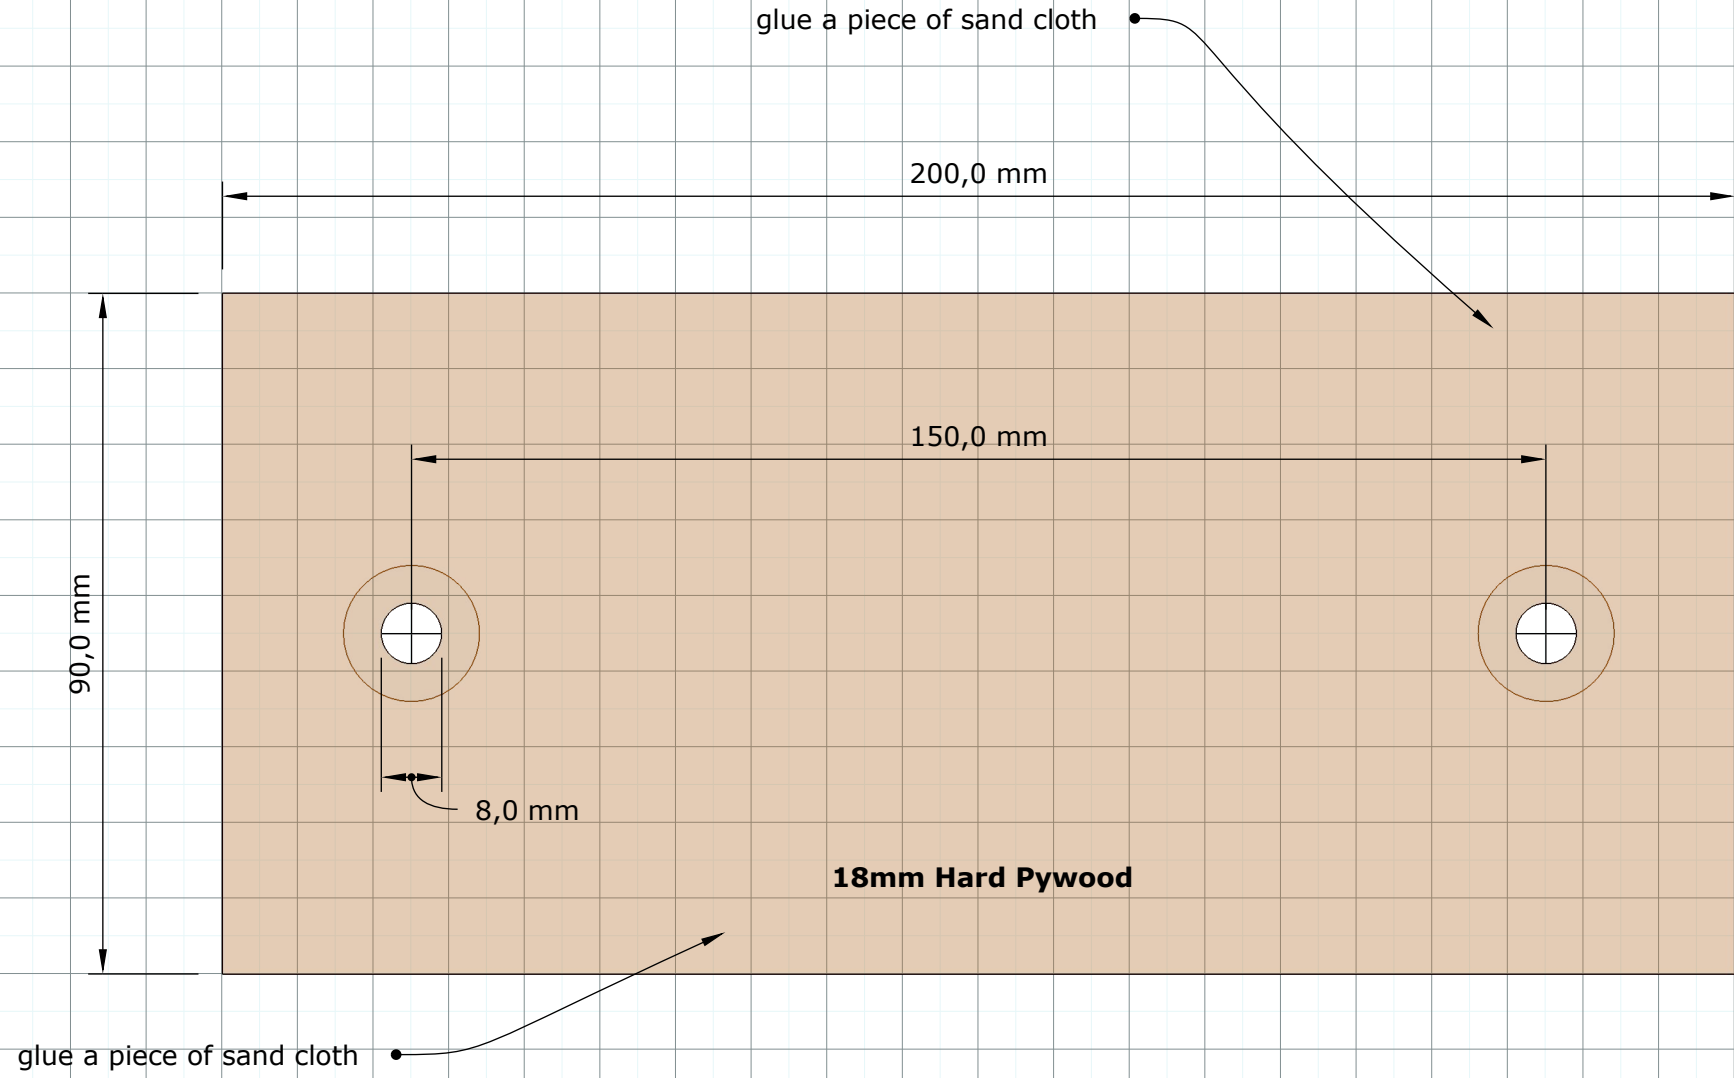 glue a piece of sand cloth
200,0 mm
150,0 mm
90,0 mm
8,0 mm
18mm Hard Pywood
glue a piece of sand cloth